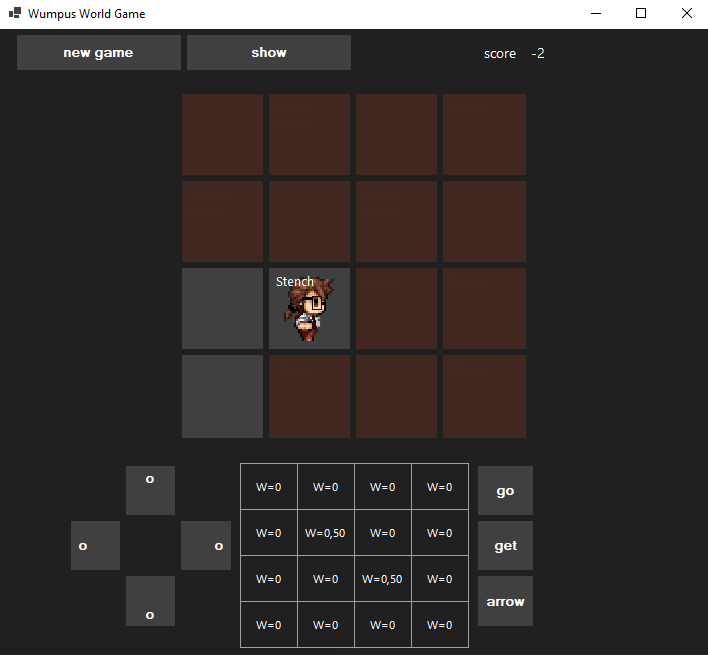 Wumpus World Game
new game show score -2
Stench
o
o o
o
W=0 W=0 W=0 W=0
W=0 W=0,50 W=0 W=0
W=0 W=0 W=0,50 W=0
W=0 W=0 W=0 W=0
go
get
arrow